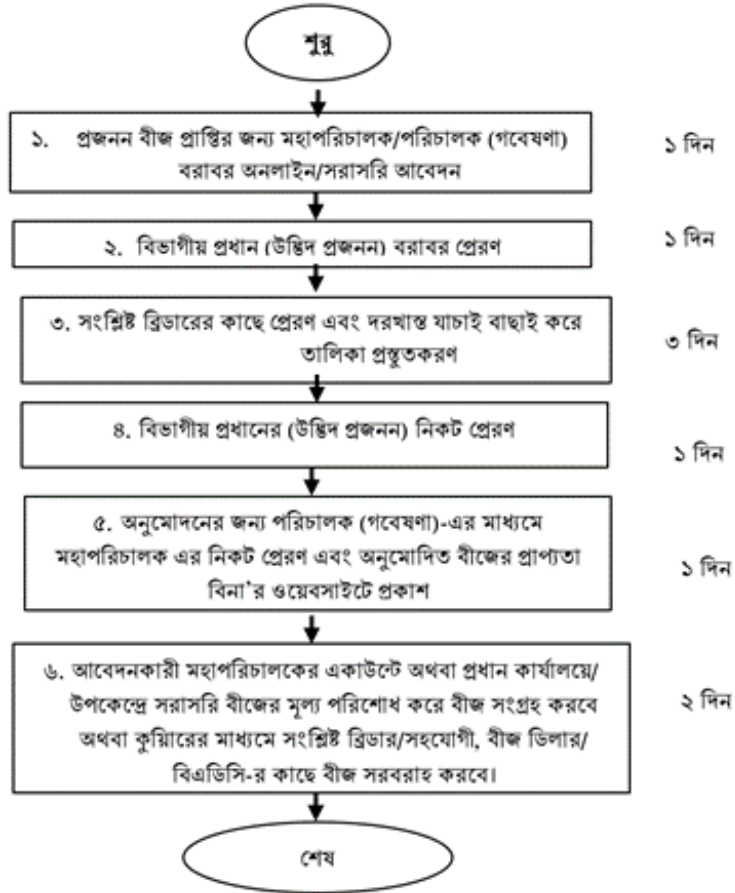 শুরু
১. প্রজনন বীজ প্রাপ্তির জন্য মহাপরিচালক/পরিচালক (গবেষণা)
বরাবর অনলাইন/সরাসরি আবেদন
১ দিন
২. বিভাগীয় প্রধান (উদ্ভিদ প্রজনন) বরাবর প্রেরণ
১ দিন
৩. সংশ্লিষ্ট ব্রিডারের কাছে প্রেরণ এবং দরখাস্ত যাচাই বাছাই করে
তালিকা প্রস্তুতকরণ
৩ দিন
৪. বিভাগীয় প্রধানের (উদ্ভিদ প্রজনন) নিকট প্রেরণ
১ দিন
৫. অনুমোদনের জন্য পরিচালক (গবেষণা)-এর মাধ্যমে
মহাপরিচালক এর নিকট প্রেরণ এবং অনুমোদিত বীজের প্রাপ্যতা
বিনা'র ওয়েবসাইটে প্রকাশ
১ দিন
৬. আবেদনকারী মহাপরিচালকের একাউন্টে অথবা প্রধান কার্যালয়ে/
উপকেন্দ্রে সরাসরি বীজের মূল্য পরিশোধ করে বীজ সংগ্রহ করবে
অথবা কুরিয়ারের মাধ্যমে সংশ্লিষ্ট ব্রিডার/সহযোগী, বীজ ডিলার/
বিএডিসি-র কাছে বীজ সরবরাহ করবে।
২ দিন
শেষ